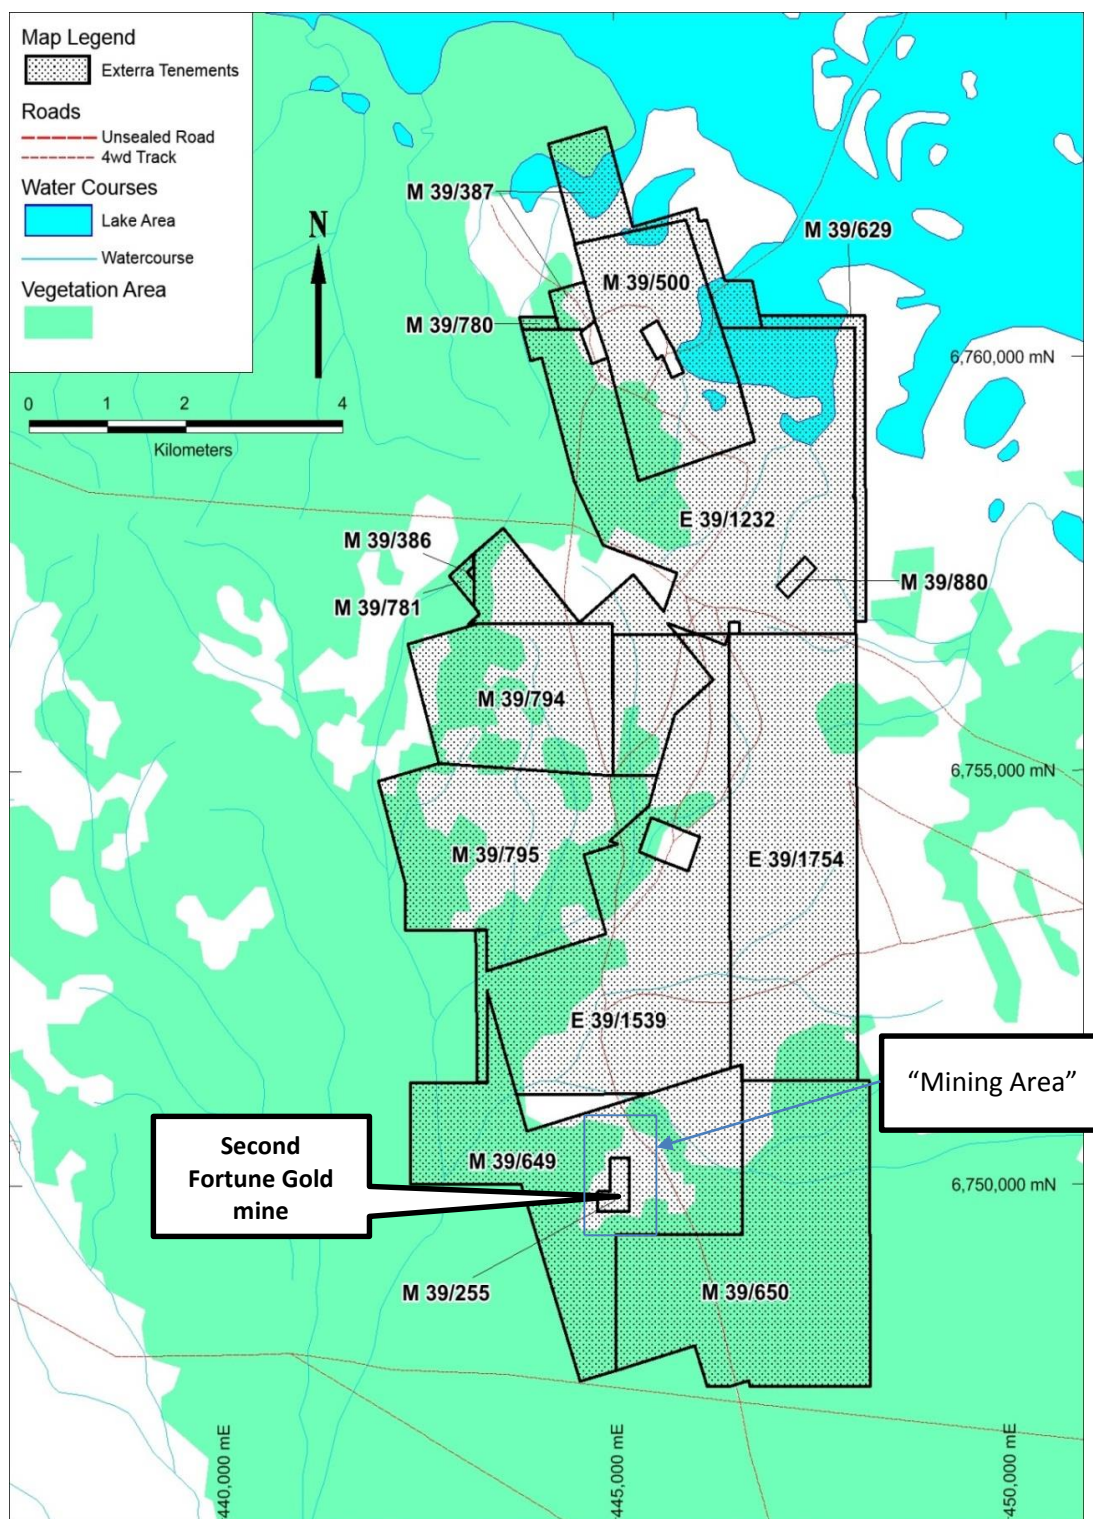 Map Legend
Exterra Tenements
Roads
Unsealed Road
4wd Track
Water Courses
Lake Area
Watercourse
Vegetation Area
N
0 1 2 4
Kilometers
M 39/387
M 39/629
M 39/500
M 39/780
6,760,000 mN
E 39/1232
M 39/386
M 39/880
M 39/781
M 39/794
6,755,000 mN
M 39/795
E 39/1754
E 39/1539
“Mining Area”
Second
Fortune Gold
mine
M 39/649
6,750,000 mN
M 39/255
M 39/650
440,000 mE
445,000 mE
450,000 mE